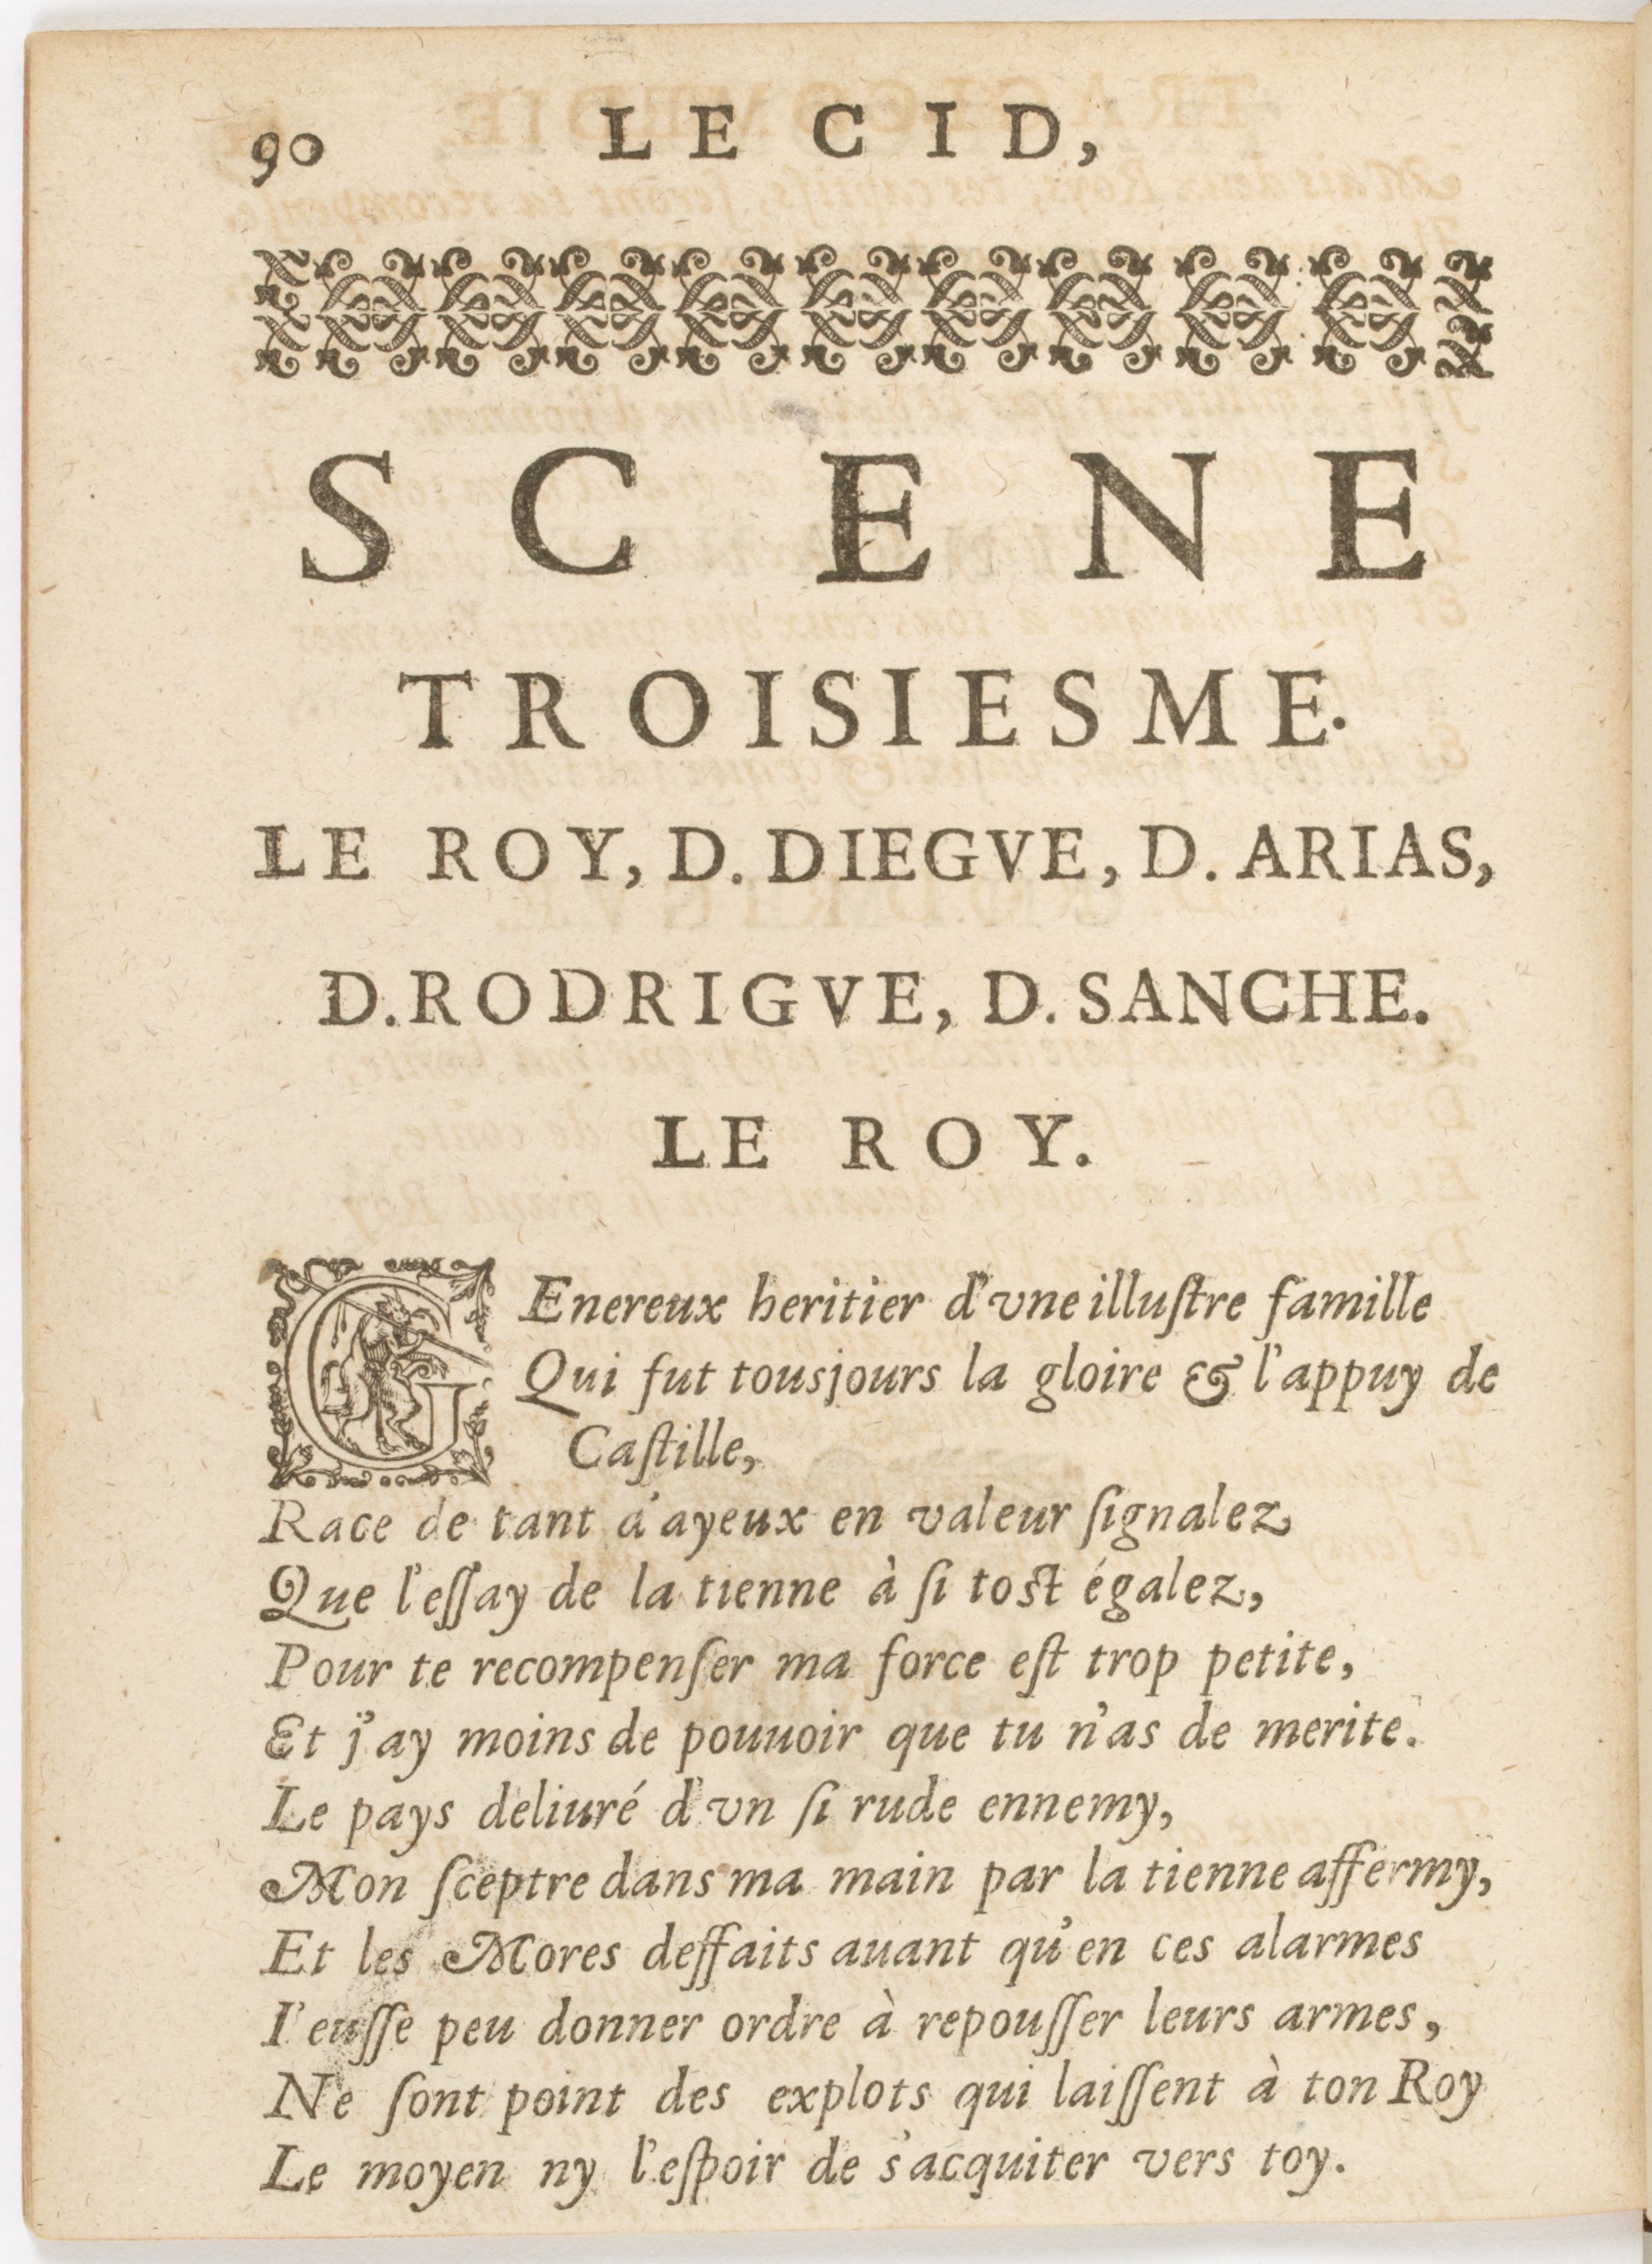 90 LE CID,
SCENE
TROISIESME.
LE ROY, D. DIEGVE, D. ARIAS,
D. RODRIGVE, D. SANCHE.
LE ROY.
GEnereux heritier d'vne illuſtre famille
Qui fut tousjours la gloire & l'appuy de
Caſtille,
Race de tant d'ayeux en valeur ſignalez
Que l'eſſay de la tienne à ſi tost égalez,
Pour te recompenſer ma force eſt trop petite,
Et j'ay moins de pouuoir que tu n'as de merite.
Le pays deliuré d'vn ſi rude ennemy,
Mon ſceptre dans ma main par la tienne affermy,
Et les Mores deffaits auant qu'en ces alarmes
I'euſſe peu donner ordre à repouſſer leurs armes,
Ne ſont point des explots qui laiſſent à ton Roy
Le moyen ny l'eſpoir de s'acquiter vers toy.